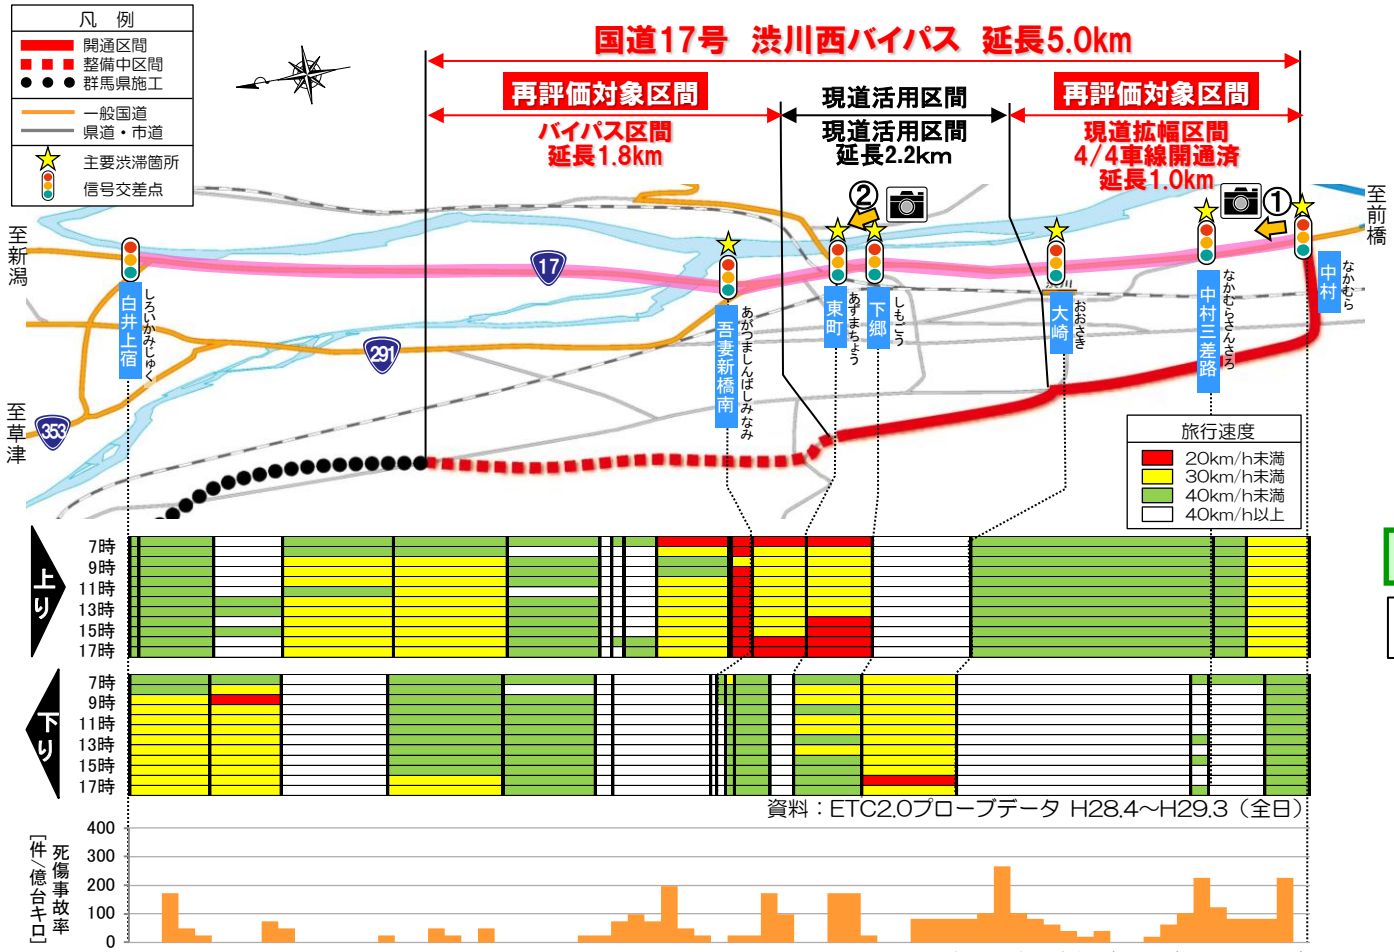 凡 例
開通区間
整備中区間
群馬県施工
一般国道
県道・市道
主要渋滞箇所
信号交差点
国道17号 渋川西バイパス 延長5.0km
再評価対象区間
バイパス区間
延長1.8km
現道活用区間
現道活用区間
延長2.2km
再評価対象区間
現道拡幅区間
4/4車線開通済
延長1.0km
②
①
至新潟
至前橋
至草津
17
291
353
白井上宿
しろいかみじゅく
吾妻新橋南
あがつましんばしみなみ
東町
あずまちょう
下郷
しもごう
大崎
おおさき
中村三差路
なかむらさんさろ
中村
なかむら
旅行速度
20km/h未満
30km/h未満
40km/h未満
40km/h以上
上り
7時
9時
11時
13時
15時
17時
下り
7時
9時
11時
13時
15時
17時
資料：ETC2.0プローブデータ H28.4～H29.3（全日）
死傷事故率
[件/億台キロ]
400
300
200
100
0